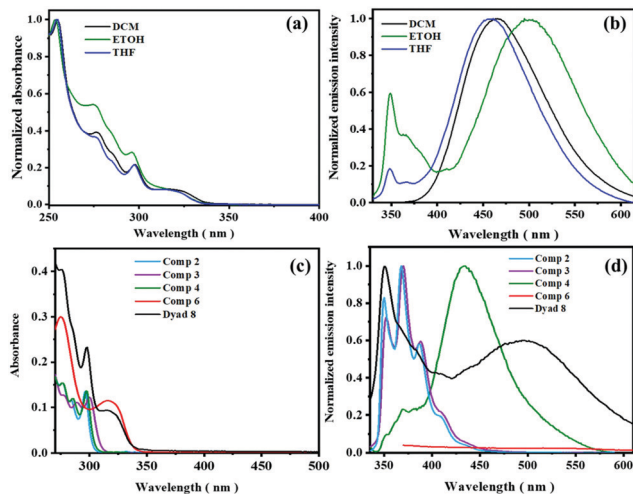 (a)
DCM
ETOH
THF
Normalized absorbance
1.0
0.8
0.6
0.4
0.2
0.0
250
300
350
400
Wavelength ( nm )
(b)
DCM
ETOH
THF
Normalized emission intensity
1.0
0.8
0.6
0.4
0.2
0.0
350
400
450
500
550
600
Wavelength ( nm )
(c)
Comp 2
Comp 3
Comp 4
Comp 6
Dyad 8
Absorbance
0.4
0.3
0.2
0.1
0.0
300
350
400
450
500
Wavelength ( nm )
(d)
Comp 2
Comp 3
Comp 4
Comp 6
Dyad 8
Normalized emission intensity
1.0
0.8
0.6
0.4
0.2
0.0
350
400
450
500
550
600
Wavelength ( nm )